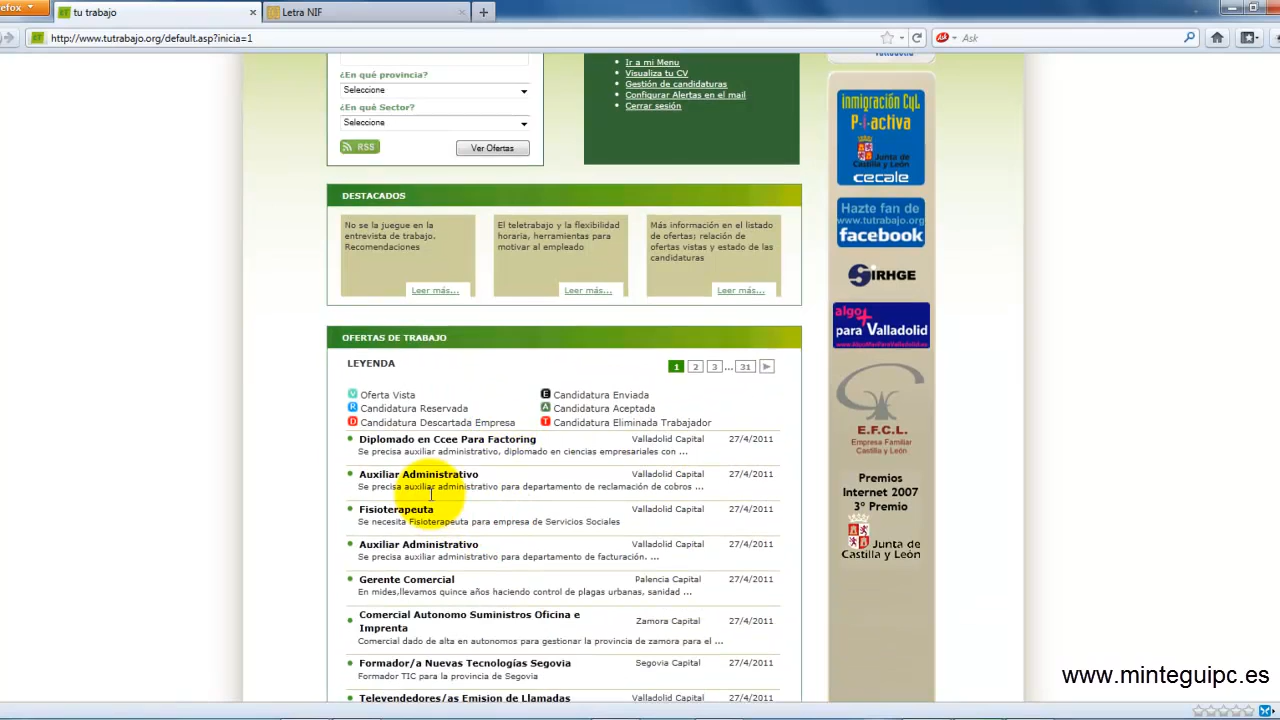 efox
tu trabajo
Letra NIF
http://www.tutrabajo.org/default.asp?inicia=1
Ask
¿En qué provincia?
Seleccione
¿En qué Sector?
Seleccione
RSS
Ver Ofertas
Ir a mi Menu
Visualiza tu CV
Gestión de candidaturas
Configurar Alertas en el mail
Cerrar sesión
DESTACADOS
No se la juegue en la
entrevista de trabajo.
Recomendaciones
Leer más...
El teletrabajo y la flexibilidad
horaria, herramientas para
motivar al empleado
Leer más...
Más información en el listado
de ofertas; relación de
ofertas vistas y estado de las
candidaturas
Leer más...
OFERTAS DE TRABAJO
LEYENDA
1 2 3 ... 31
V Oferta Vista
E Candidatura Enviada
R Candidatura Reservada
A Candidatura Aceptada
D Candidatura Descartada Empresa
T Candidatura Eliminada Trabajador
Diplomado en Ccee Para Factoring Valladolid Capital 27/4/2011
Se precisa auxiliar administrativo, diplomado en ciencias empresariales con ...
Auxiliar Administrativo Valladolid Capital 27/4/2011
Se precisa auxiliar administrativo para departamento de reclamación de cobros ...
Fisioterapeuta Valladolid Capital 27/4/2011
Se necesita Fisioterapeuta para empresa de Servicios Sociales
Auxiliar Administrativo Valladolid Capital 27/4/2011
Se precisa auxiliar administrativo para departamento de facturación. ...
Gerente Comercial Palencia Capital 27/4/2011
En mides,llevamos quince años haciendo control de plagas urbanas, sanidad ...
Comercial Autonomo Suministros Oficina e
Imprenta Zamora Capital 27/4/2011
Comercial dado de alta en autonomos para gestionar la provincia de zamora para el ...
Formador/a Nuevas Tecnologías Segovia Segovia Capital 27/4/2011
Formador TIC para la provincia de Segovia
Televendedores/as Emision de Llamadas Valladolid Capital 27/4/2011
inmigración CyL
P-i-activa
Junta de
Castilla y León
cecale
Hazte fan de
www.tutrabajo.org
facebook
SIRHGE
algo+
para Valladolid
E.F.C.L.
Empresa Familiar
Castilla y León
Premios
Internet 2007
3º Premio
Junta de
Castilla y León
www.minteguipc.es